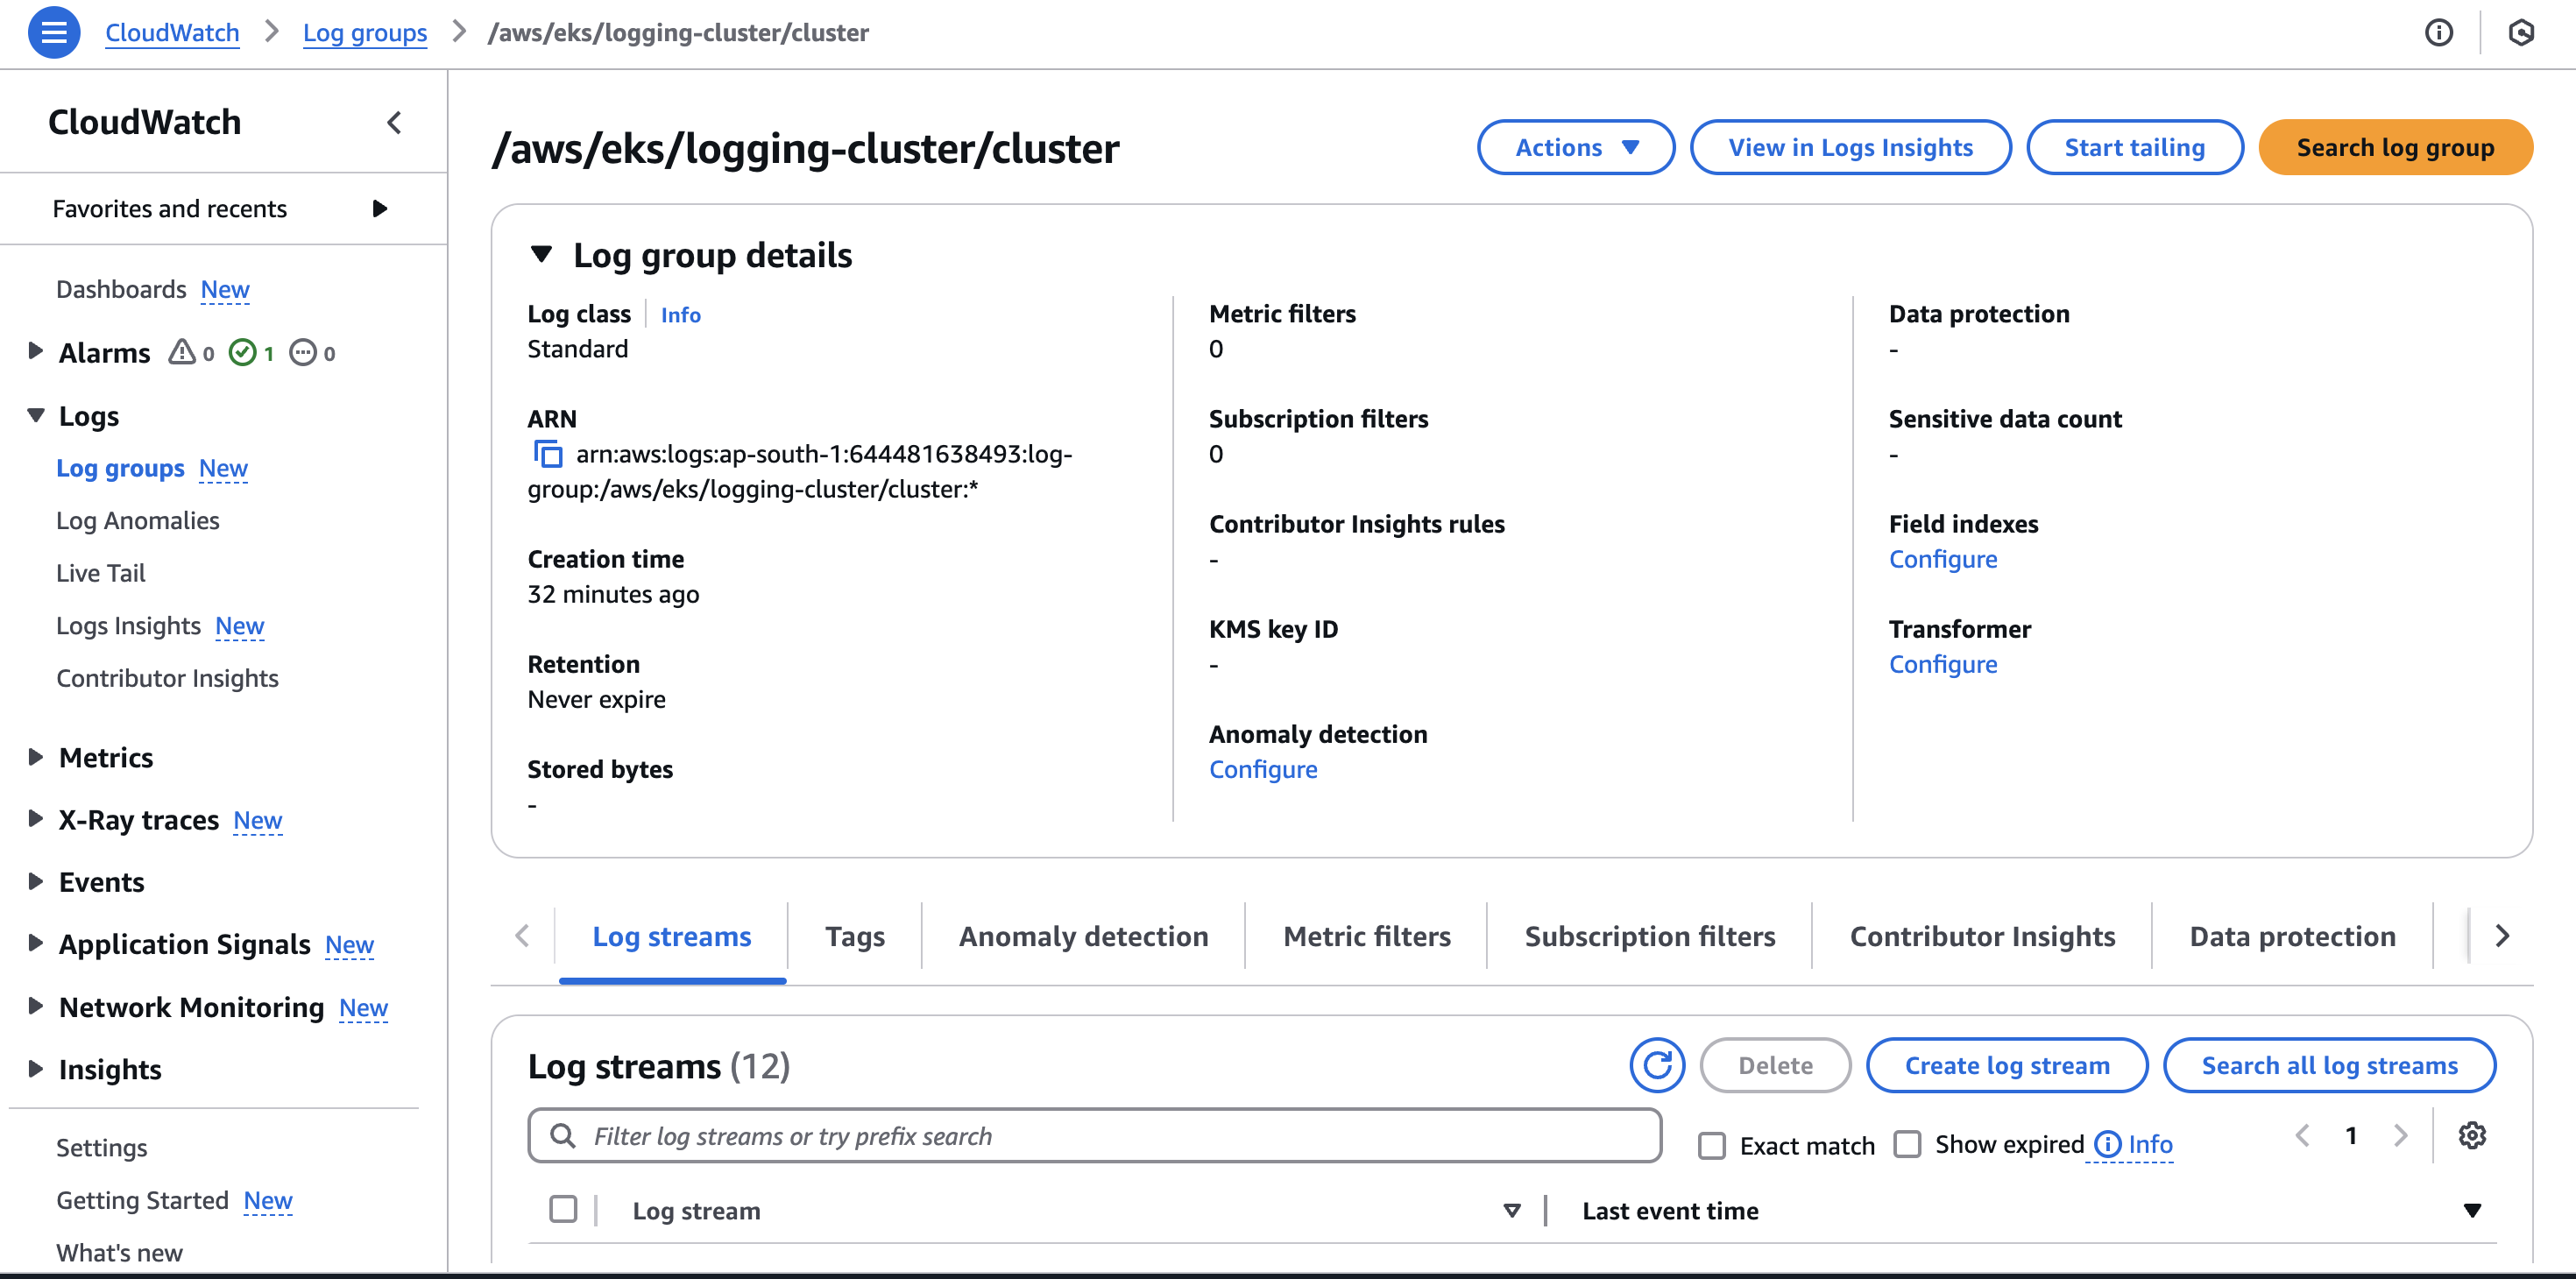 CloudWatch > Log groups > /aws/eks/logging-cluster/cluster
CloudWatch
Favorites and recents
Dashboards New
Alarms 0 1 0
Logs
Log groups New
Log Anomalies
Live Tail
Logs Insights New
Contributor Insights
Metrics
X-Ray traces New
Events
Application Signals New
Network Monitoring New
Insights
Settings
Getting Started New
What's new
/aws/eks/logging-cluster/cluster
Actions
View in Logs Insights
Start tailing
Search log group
Log group details
Log class Info
Standard
ARN
arn:aws:logs:ap-south-1:644481638493:log-
group:/aws/eks/logging-cluster/cluster:*
Creation time
32 minutes ago
Retention
Never expire
Stored bytes
-
Metric filters
0
Subscription filters
0
Contributor Insights rules
-
KMS key ID
-
Anomaly detection
Configure
Data protection
-
Sensitive data count
-
Field indexes
Configure
Transformer
Configure
Log streams
Tags
Anomaly detection
Metric filters
Subscription filters
Contributor Insights
Data protection
Log streams (12)
Delete
Create log stream
Search all log streams
Filter log streams or try prefix search
Exact match
Show expired
Info
1
Log stream
Last event time